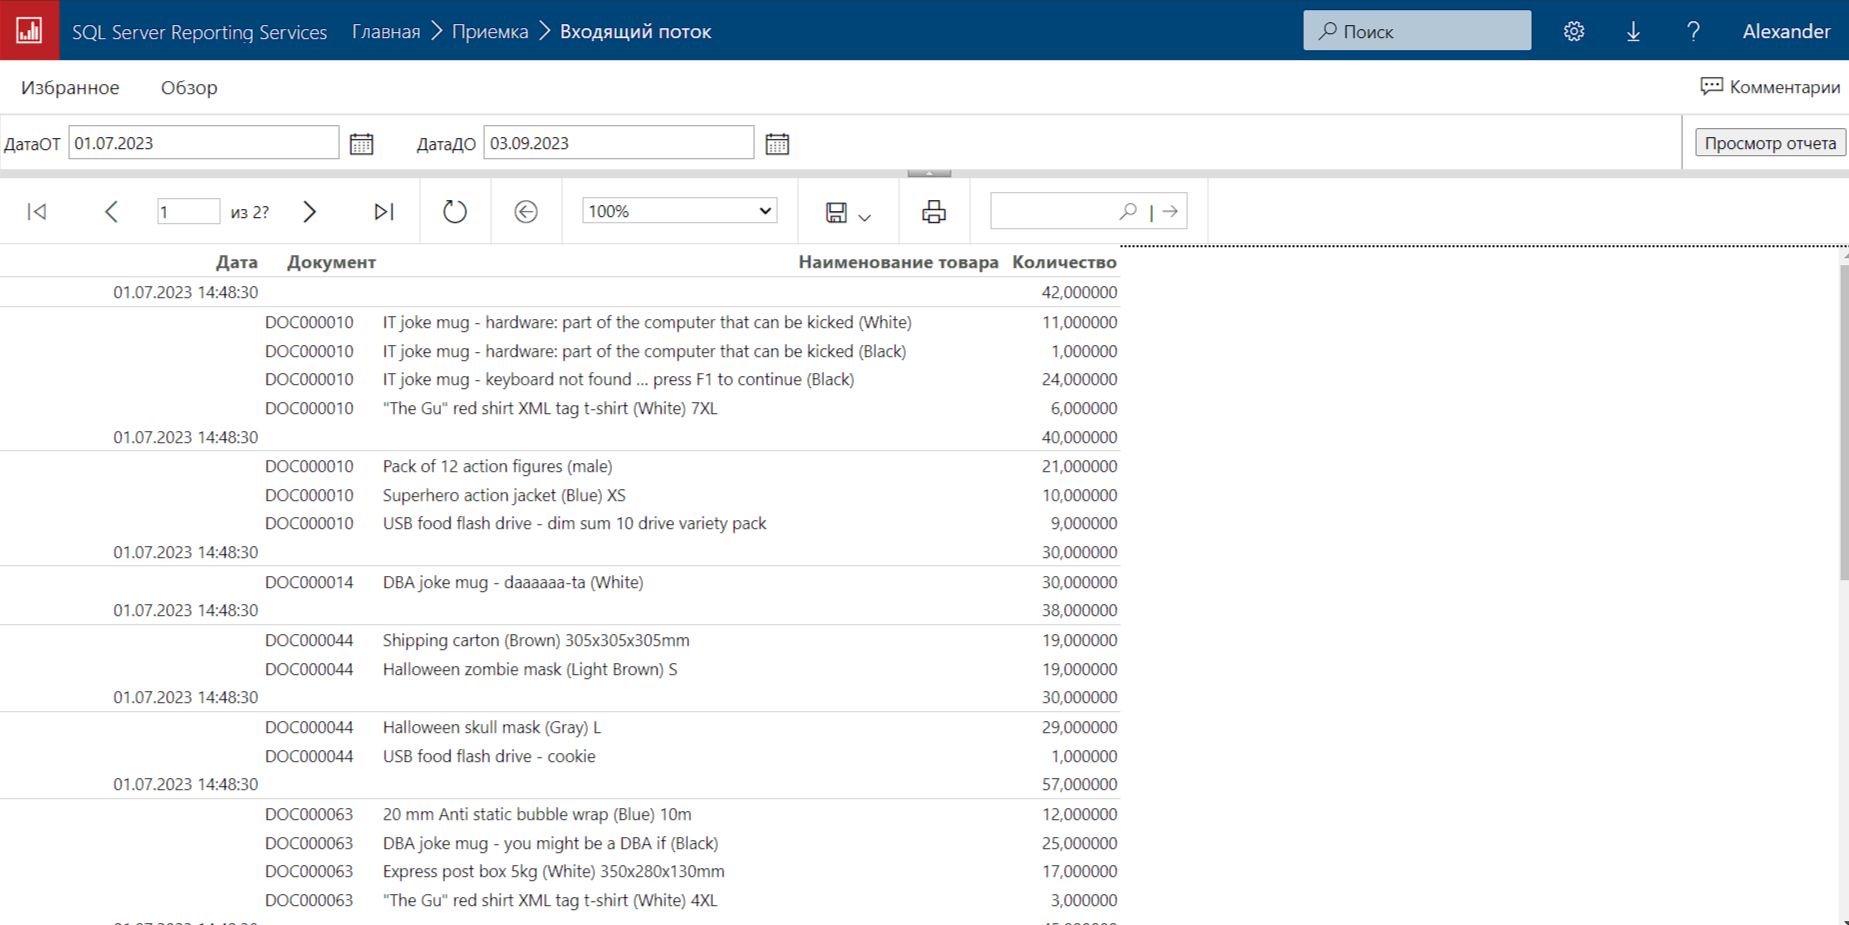 SQL Server Reporting Services Главная > Приемка > Входящий поток Поиск ? Alexander
Избранное Обзор Комментарии
ДатаОТ 01.07.2023 ДатаДО 03.09.2023 Просмотр отчета
1 из 2? 100%
Дата Документ Наименование товара Количество
01.07.2023 14:48:30 42,000000
DOC000010 IT joke mug - hardware: part of the computer that can be kicked (White) 11,000000
DOC000010 IT joke mug - hardware: part of the computer that can be kicked (Black) 1,000000
DOC000010 IT joke mug - keyboard not found ... press F1 to continue (Black) 24,000000
DOC000010 "The Gu" red shirt XML tag t-shirt (White) 7XL 6,000000
01.07.2023 14:48:30 40,000000
DOC000010 Pack of 12 action figures (male) 21,000000
DOC000010 Superhero action jacket (Blue) XS 10,000000
DOC000010 USB food flash drive - dim sum 10 drive variety pack 9,000000
01.07.2023 14:48:30 30,000000
DOC000014 DBA joke mug - daaaaaa-ta (White) 30,000000
01.07.2023 14:48:30 38,000000
DOC000044 Shipping carton (Brown) 305x305x305mm 19,000000
DOC000044 Halloween zombie mask (Light Brown) S 19,000000
01.07.2023 14:48:30 30,000000
DOC000044 Halloween skull mask (Gray) L 29,000000
DOC000044 USB food flash drive - cookie 1,000000
01.07.2023 14:48:30 57,000000
DOC000063 20 mm Anti static bubble wrap (Blue) 10m 12,000000
DOC000063 DBA joke mug - you might be a DBA if (Black) 25,000000
DOC000063 Express post box 5kg (White) 350x280x130mm 17,000000
DOC000063 "The Gu" red shirt XML tag t-shirt (White) 4XL 3,000000